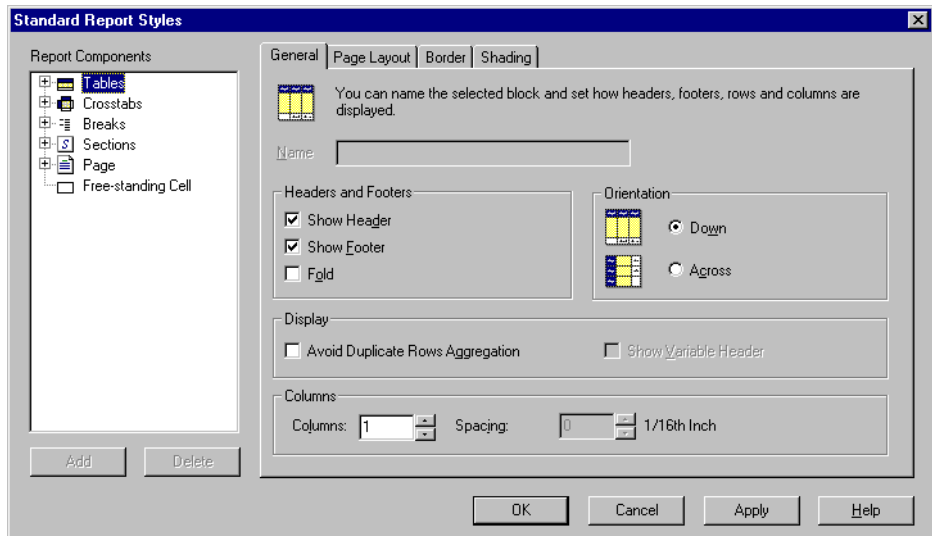 Standard Report Styles
Report Components
Tables
Crosstabs
Breaks
S Sections
Page
Free-standing Cell
Add Delete
General Page Layout Border Shading
You can name the selected block and set how headers, footers, rows and columns are
displayed.
Name
Headers and Footers
Show Header
Show Footer
Fold
Orientation
Down
Across
Display
Avoid Duplicate Rows Aggregation Show Variable Header
Columns
Columns: 1 Spacing: 0 1/16th Inch
OK Cancel Apply Help